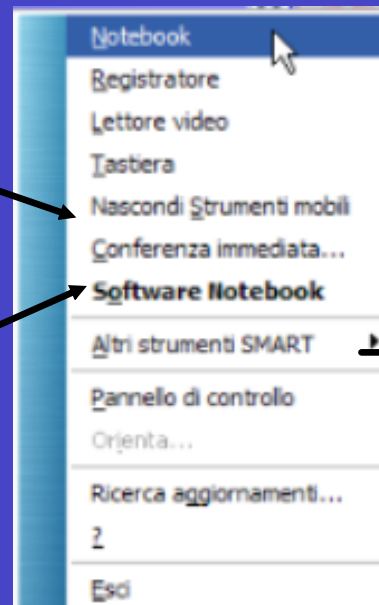 Notebook
Registratore
Lettore video
Tastiera
Nascondi Strumenti mobili
Conferenza immediata...
Software Notebook
Altri strumenti SMART
Pannello di controllo
Orienta...
Ricerca aggiornamenti...
?
Esci